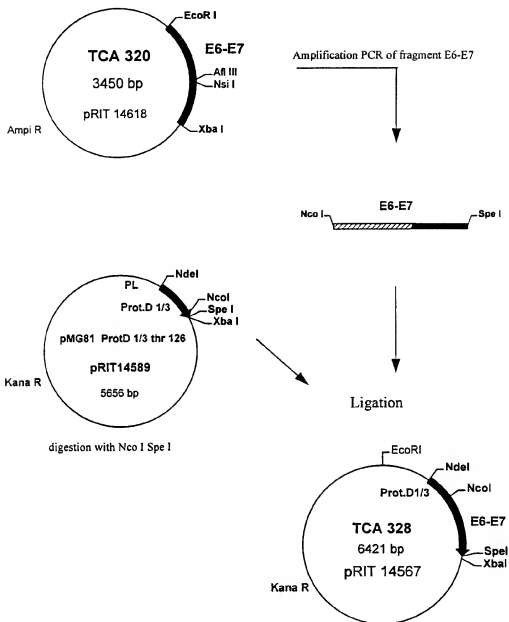 EcoR I
TCA 320
E6-E7
3450 bp
Afl III
Nsi I
pRIT 14618
Ampi R
Xba I
Amplification PCR of fragment E6-E7
E6-E7
Nco I
Spe I
PL
NdeI
Prot.D 1/3
NcoI
Spe I
Xba I
pMG81 ProtD 1/3 thr 126
pRIT14589
Kana R
5656 bp
digestion with Nco I Spe I
Ligation
EcoRI
NdeI
Prot.D1/3
NcoI
E6-E7
TCA 328
6421 bp
SpeI
XbaI
pRIT 14567
Kana R